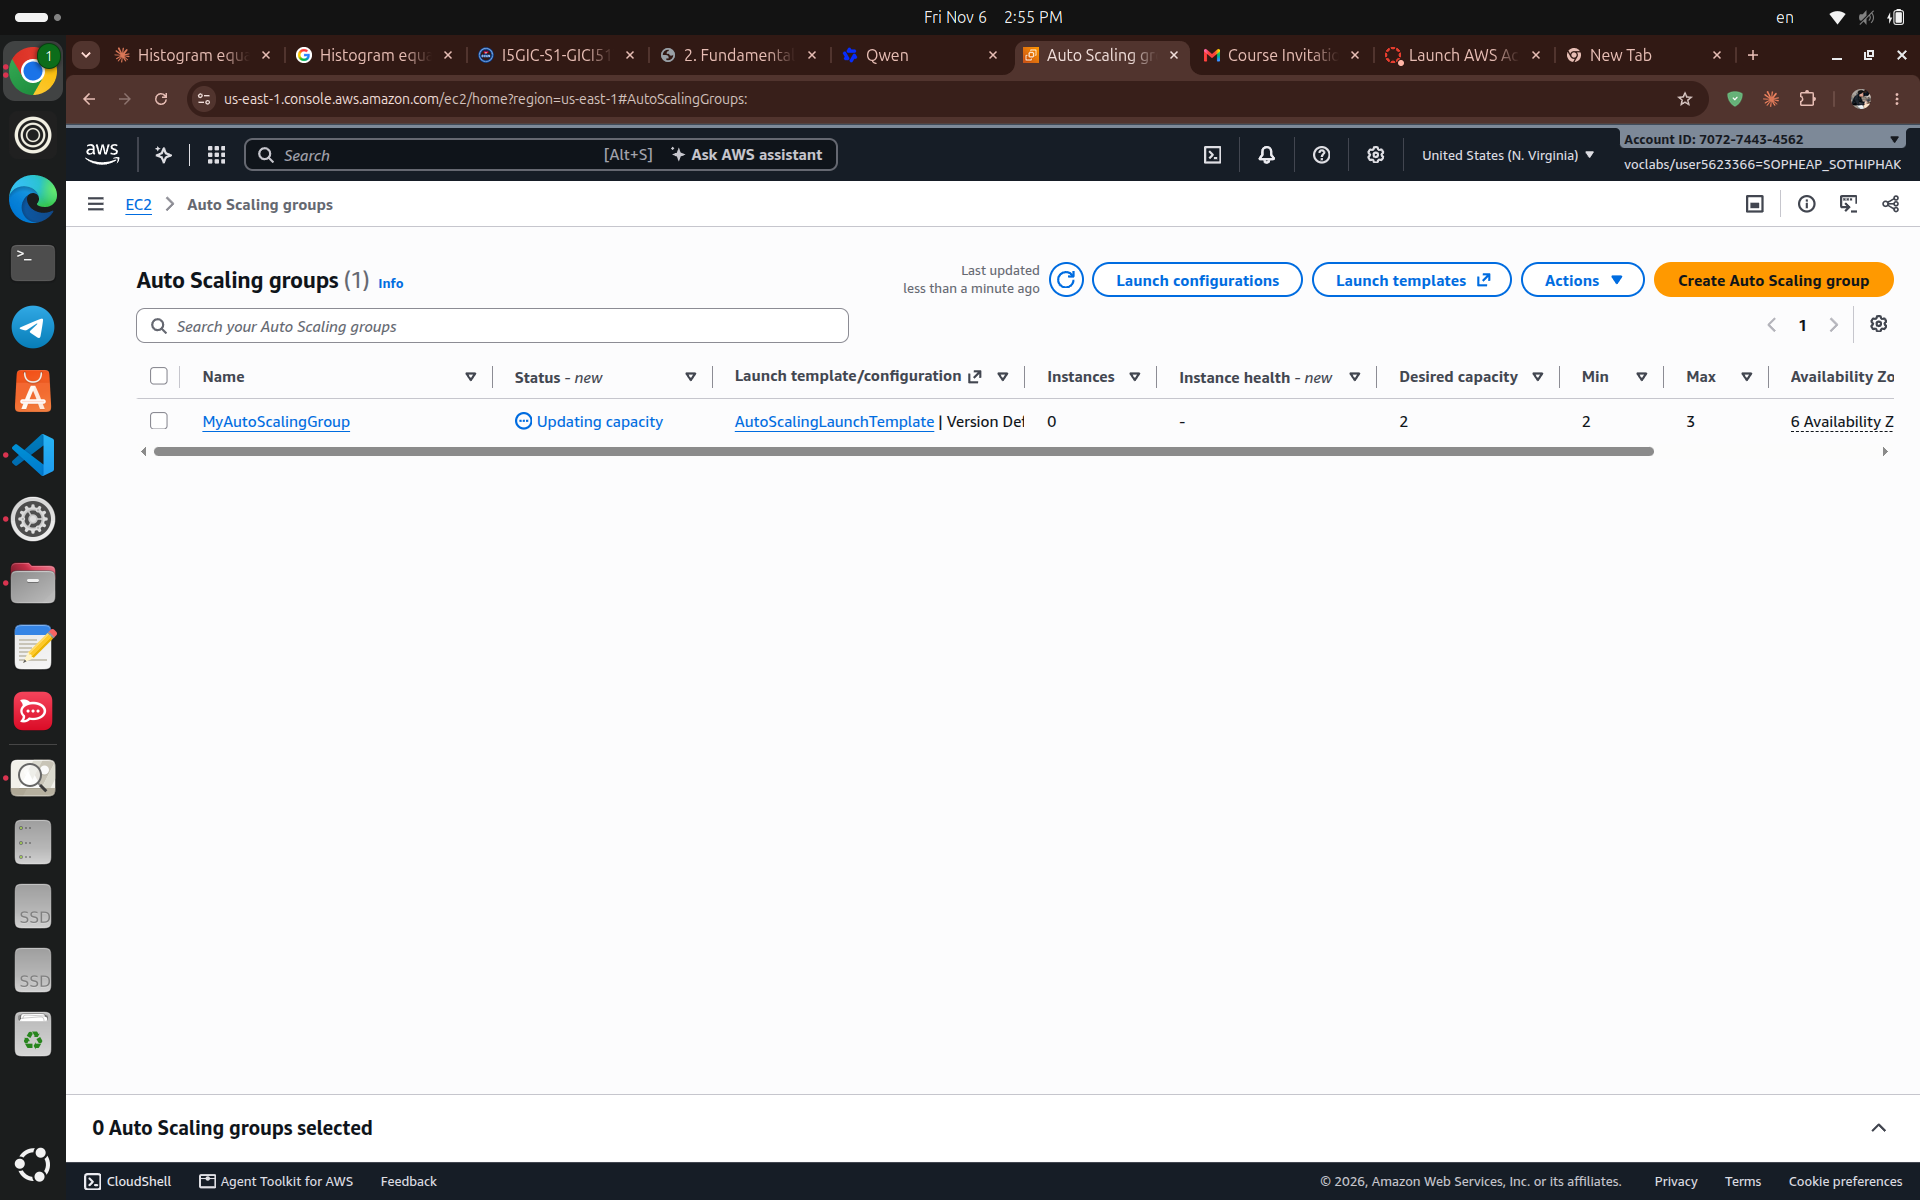 Fri Nov 6 2:55 PM
en
1
Histogram equa
Histogram equa
I5GIC-S1-GICI51
2. Fundamental
Qwen
Auto Scaling gr
Course Invitatio
Launch AWS Ac
New Tab
us-east-1.console.aws.amazon.com/ec2/home?region=us-east-1#AutoScalingGroups:
aws
Search
[Alt+S]
Ask AWS assistant
United States (N. Virginia)
Account ID: 7072-7443-4562
voclabs/user5623366=SOPHEAP_SOTHIPHAK
EC2
Auto Scaling groups
Auto Scaling groups (1) Info
Last updated
less than a minute ago
Launch configurations
Launch templates
Actions
Create Auto Scaling group
Search your Auto Scaling groups
1
Name
Status - new
Launch template/configuration
Instances
Instance health - new
Desired capacity
Min
Max
Availability Zo
MyAutoScalingGroup
Updating capacity
AutoScalingLaunchTemplate | Version Def
0
-
2
2
3
6 Availability Z
SSD
SSD
0 Auto Scaling groups selected
CloudShell
Agent Toolkit for AWS
Feedback
© 2026, Amazon Web Services, Inc. or its affiliates.
Privacy
Terms
Cookie preferences